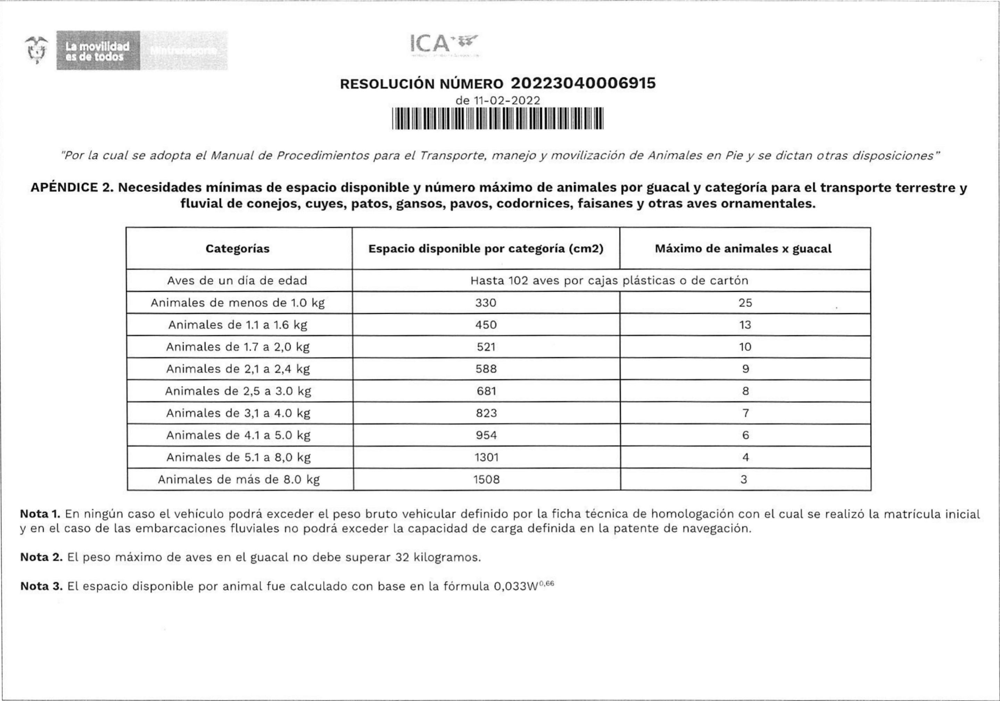 La movilidad
es de todos
Mintransporte
ICA
RESOLUCIÓN NÚMERO 20223040006915
de 11-02-2022
"Por la cual se adopta el Manual de Procedimientos para el Transporte, manejo y movilización de Animales en Pie y se dictan otras disposiciones"
APÉNDICE 2. Necesidades mínimas de espacio disponible y número máximo de animales por guacal y categoría para el transporte terrestre y
fluvial de conejos, cuyes, patos, gansos, pavos, codornices, faisanes y otras aves ornamentales.
Categorías Espacio disponible por categoría (cm2) Máximo de animales x guacal
Aves de un día de edad Hasta 102 aves por cajas plásticas o de cartón
Animales de menos de 1.0 kg 330 25
Animales de 1.1 a 1.6 kg 450 13
Animales de 1.7 a 2,0 kg 521 10
Animales de 2,1 a 2,4 kg 588 9
Animales de 2,5 a 3.0 kg 681 8
Animales de 3,1 a 4.0 kg 823 7
Animales de 4.1 a 5.0 kg 954 6
Animales de 5.1 a 8,0 kg 1301 4
Animales de más de 8.0 kg 1508 3
Nota 1. En ningún caso el vehículo podrá exceder el peso bruto vehicular definido por la ficha técnica de homologación con el cual se realizó la matrícula inicial
y en el caso de las embarcaciones fluviales no podrá exceder la capacidad de carga definida en la patente de navegación.
Nota 2. El peso máximo de aves en el guacal no debe superar 32 kilogramos.
Nota 3. El espacio disponible por animal fue calculado con base en la fórmula 0,033W^0,66